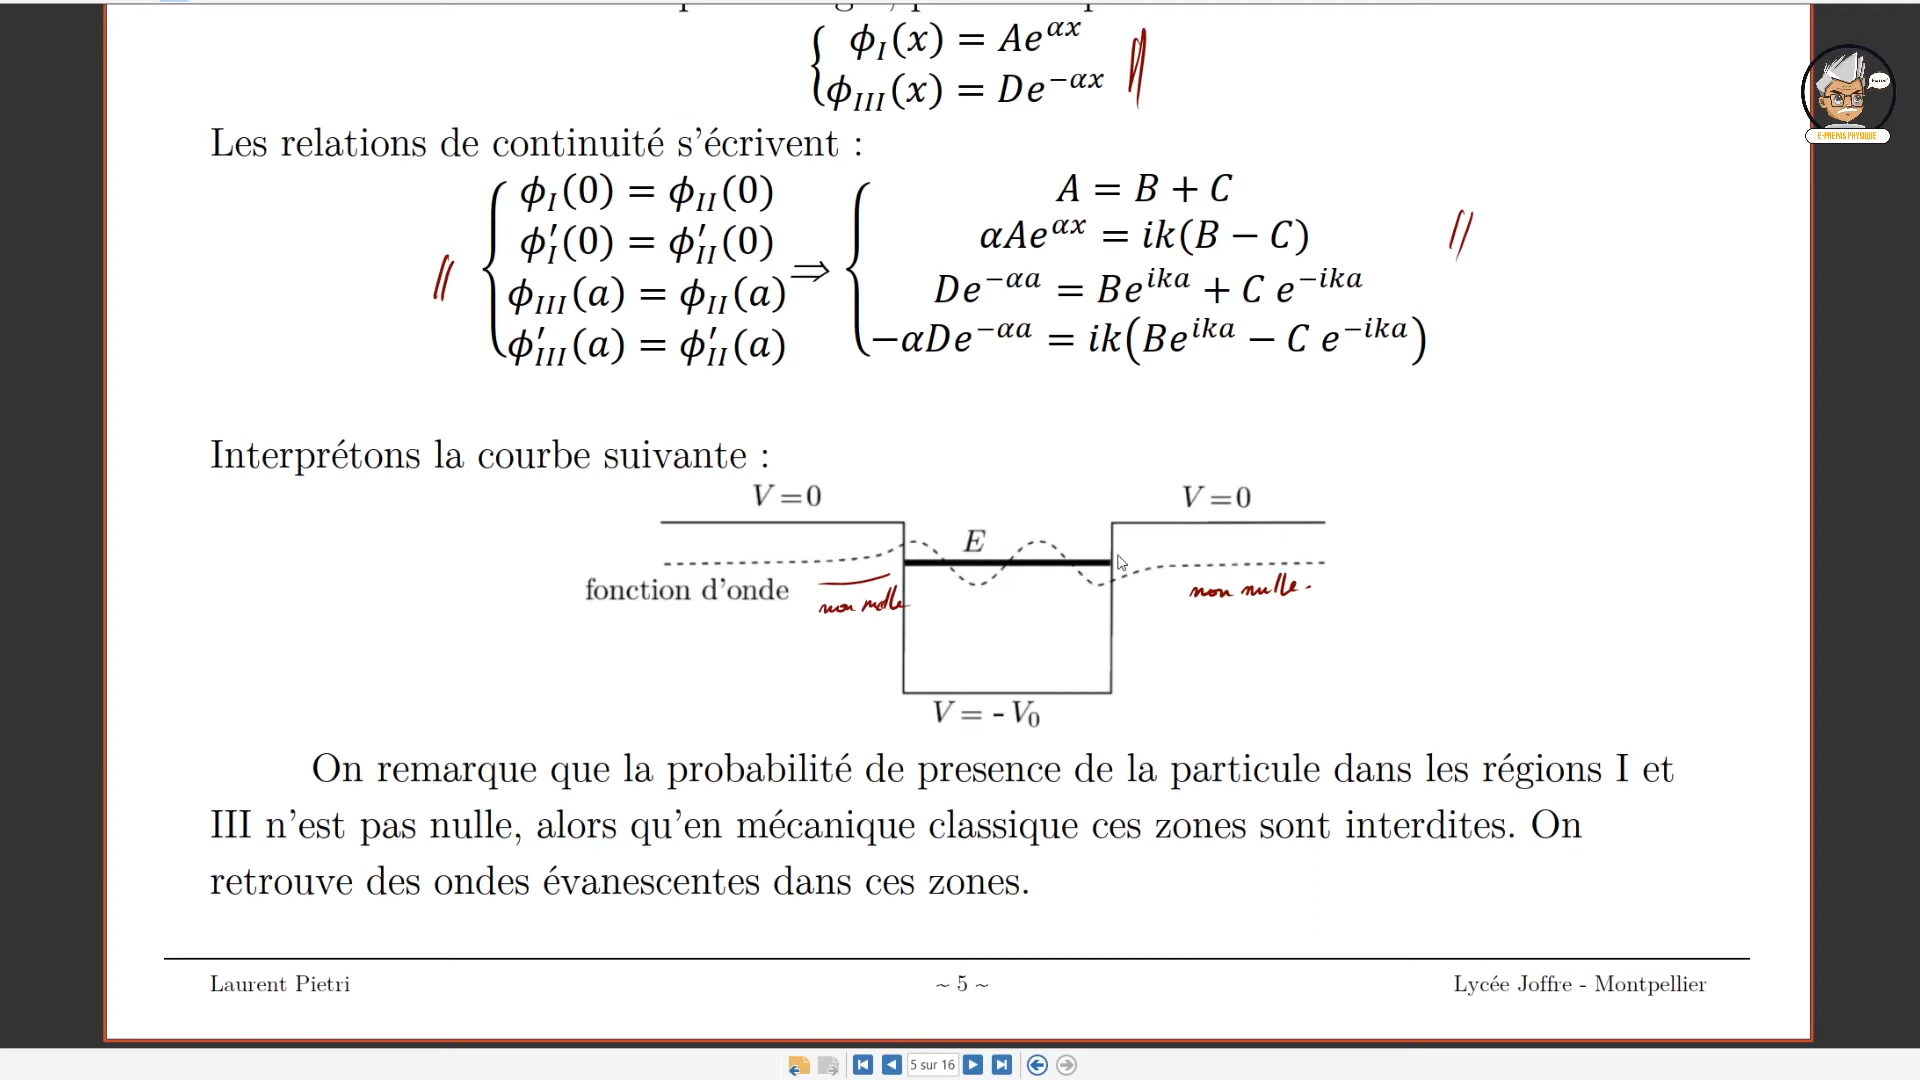 ϕ_I(x) = Ae^{αx}
ϕ_{III}(x) = De^{-αx}
Les relations de continuité s'écrivent :
ϕ_I(0) = ϕ_{II}(0)
ϕ'_I(0) = ϕ'_{II}(0)
ϕ_{III}(a) = ϕ_{II}(a)
ϕ'_{III}(a) = ϕ'_{II}(a)
⇒
A = B + C
αAe^{αx} = ik(B − C)
De^{-αa} = Be^{ika} + C e^{-ika}
−αDe^{-αa} = ik(Be^{ika} − C e^{-ika})
Interprétons la courbe suivante :
V = 0
V = 0
E
fonction d'onde
non nulle
non nulle.
V = - V_0
On remarque que la probabilité de presence de la particule dans les régions I et
III n'est pas nulle, alors qu'en mécanique classique ces zones sont interdites. On
retrouve des ondes évanescentes dans ces zones.
Laurent Pietri
~ 5 ~
Lycée Joffre - Montpellier
E-PREPAS PHYSIQUE
5 sur 16